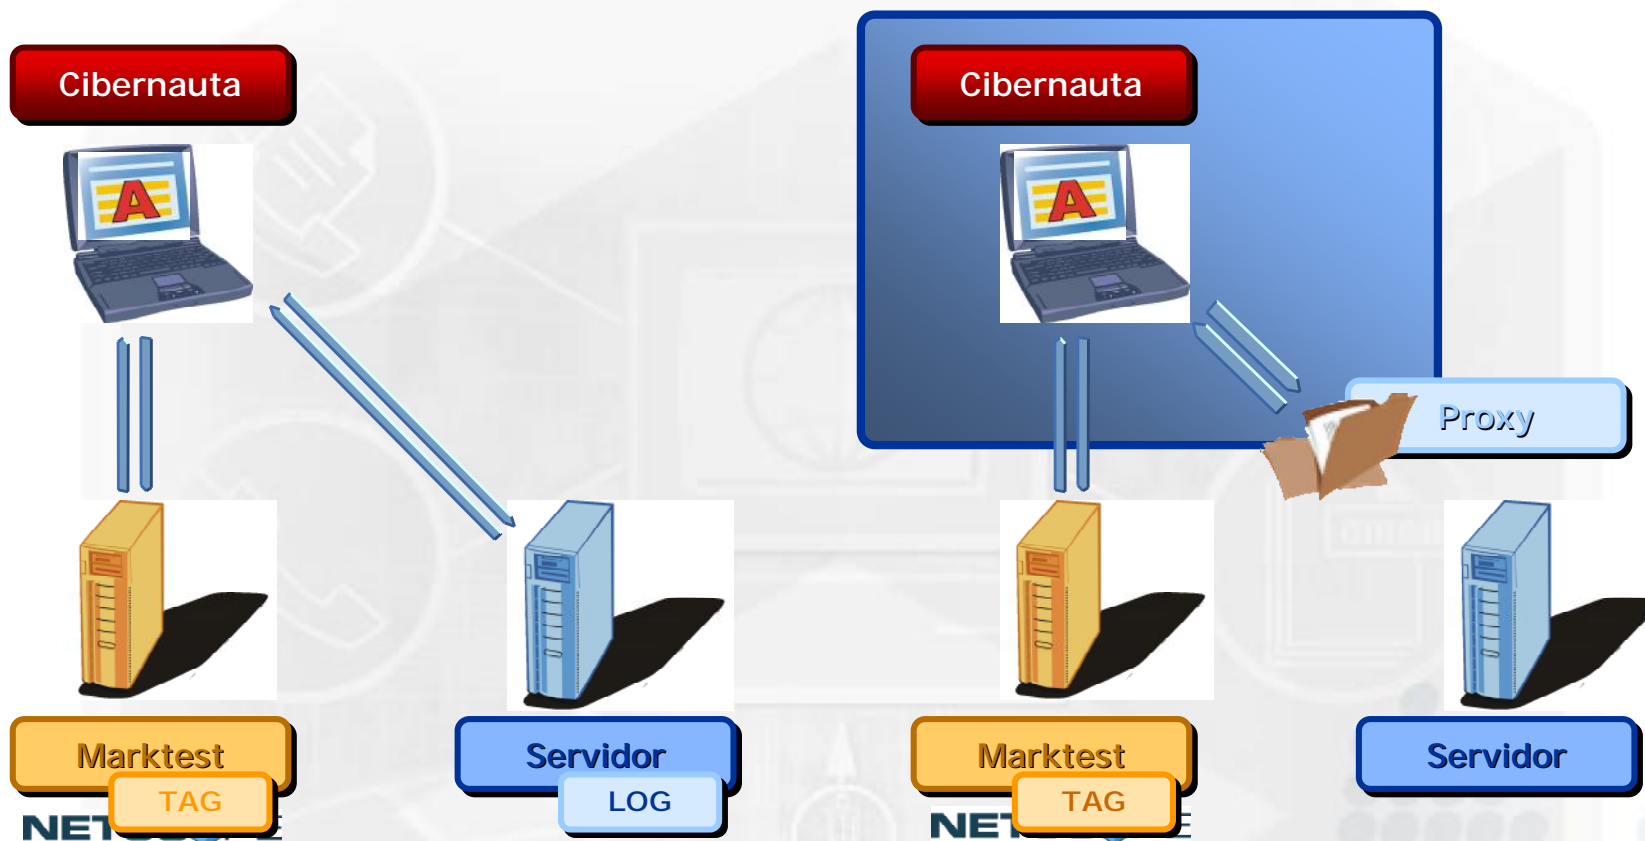 Cibernauta
Cibernauta
A
A
Proxy
Marktest
TAG
Servidor
LOG
Marktest
TAG
Servidor